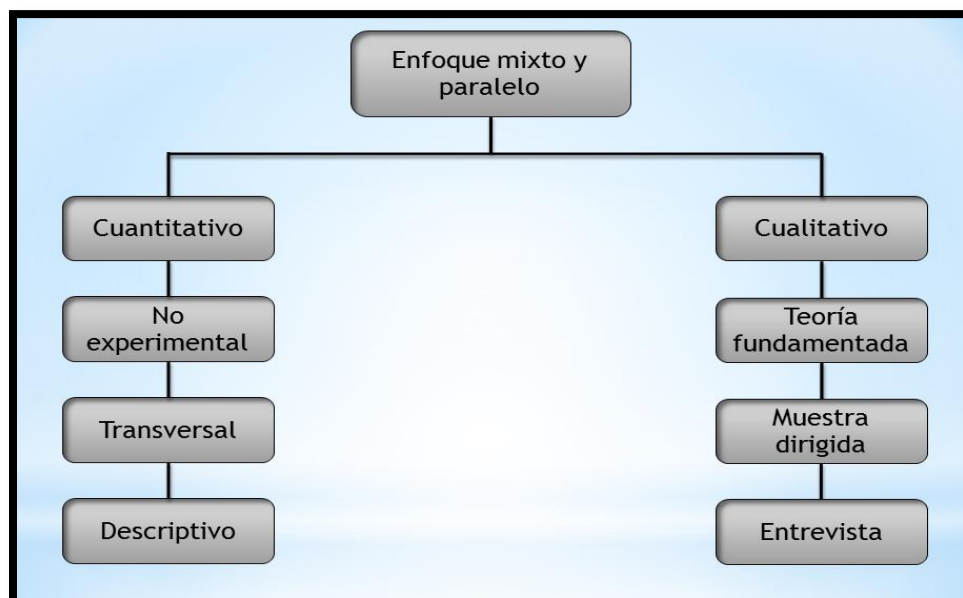 Enfoque mixto y
paralelo
Cuantitativo
No
experimental
Transversal
Descriptivo
Cualitativo
Teoría
fundamentada
Muestra
dirigida
Entrevista